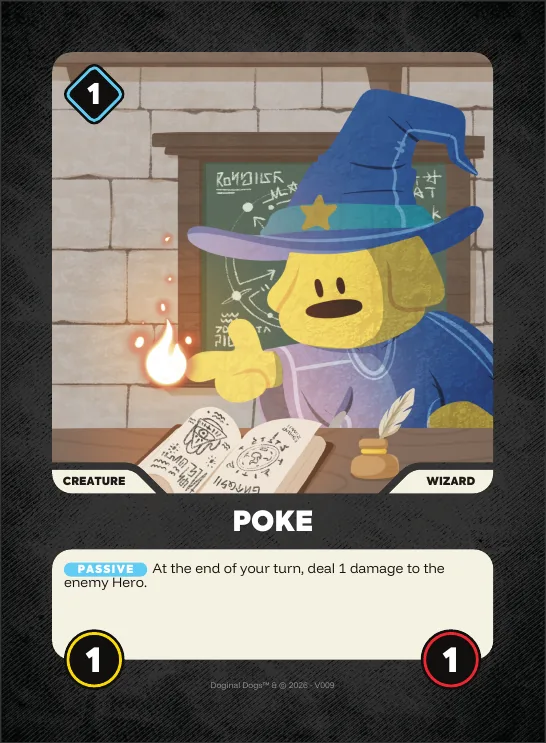 1
CREATURE
WIZARD
POKE
PASSIVE At the end of your turn, deal 1 damage to the
enemy Hero.
1
1
Doginal Dogs™ & © 2026 - V009